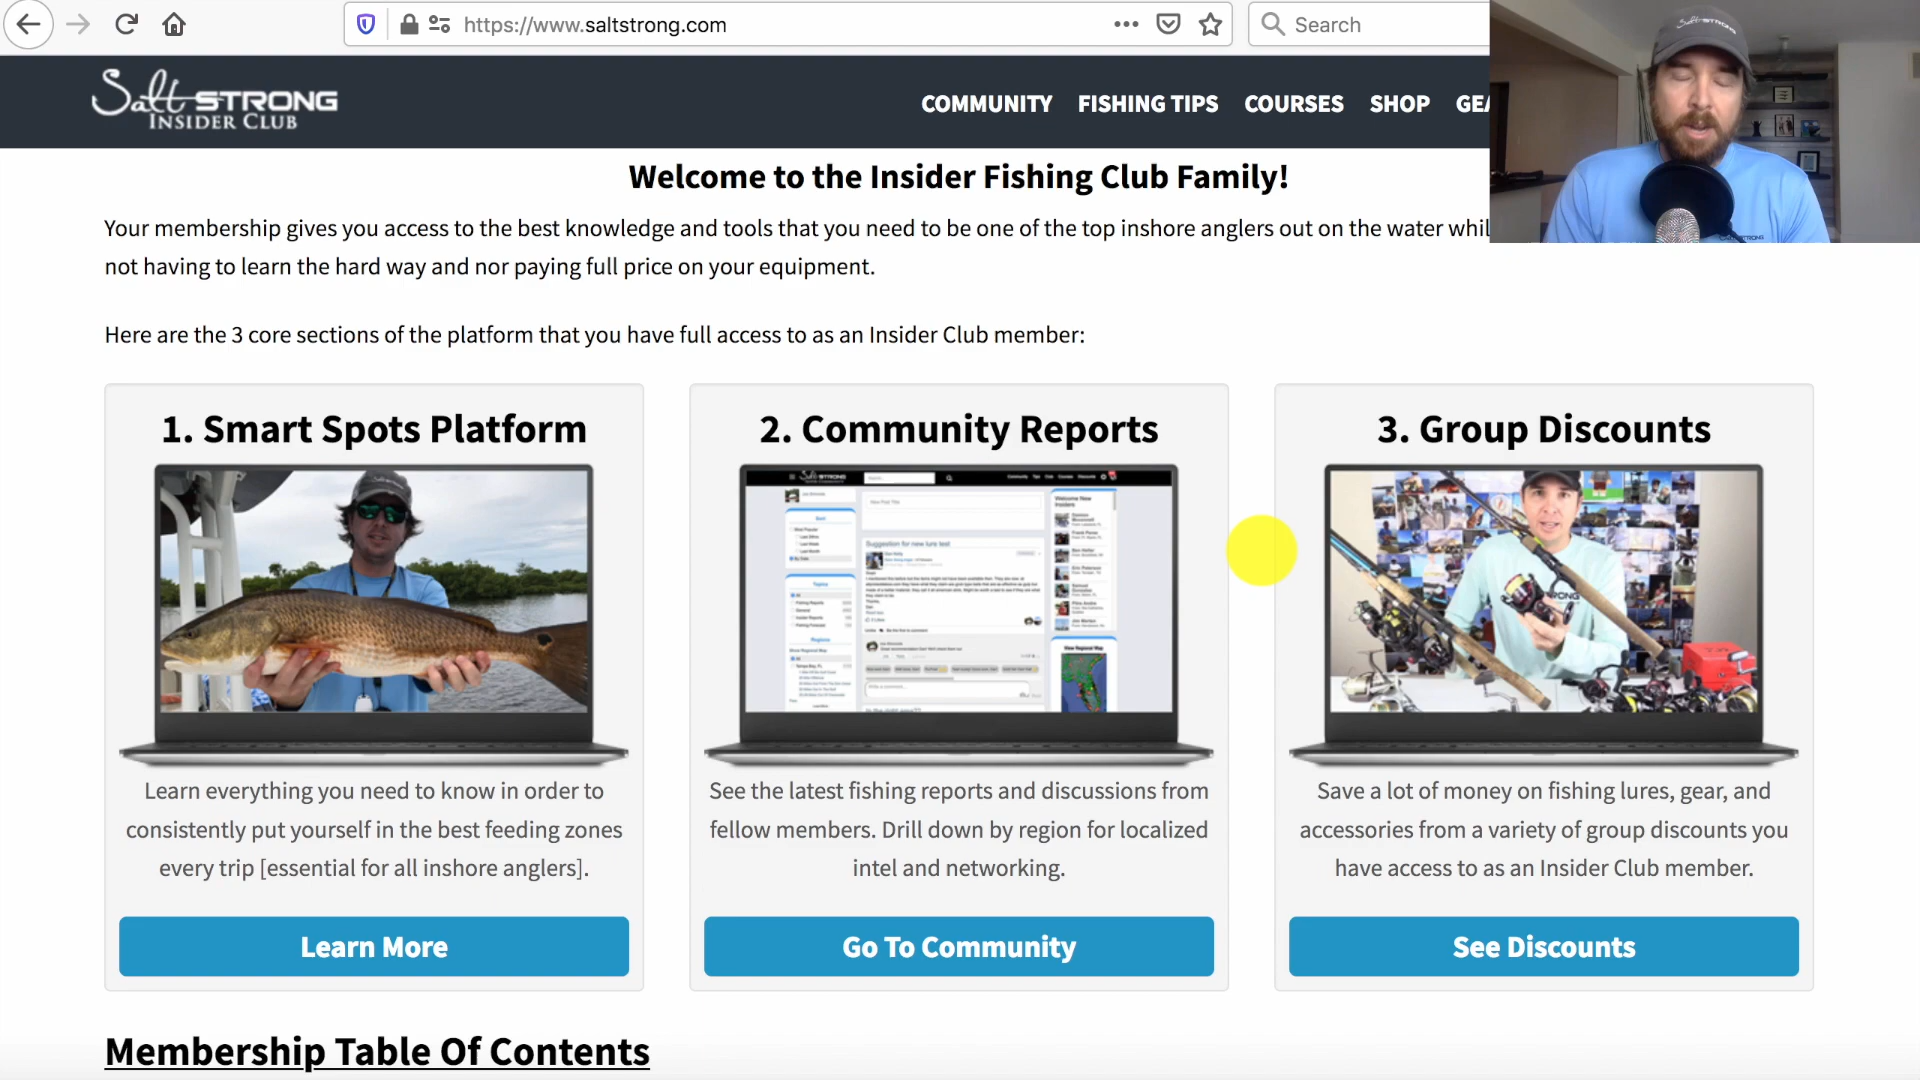 https://www.saltstrong.com
Search
Salt STRONG
INSIDER CLUB
COMMUNITY FISHING TIPS COURSES SHOP GEA
Welcome to the Insider Fishing Club Family!
Your membership gives you access to the best knowledge and tools that you need to be one of the top inshore anglers out on the water whil
not having to learn the hard way and nor paying full price on your equipment.
Here are the 3 core sections of the platform that you have full access to as an Insider Club member:
1. Smart Spots Platform
Learn everything you need to know in order to
consistently put yourself in the best feeding zones
every trip [essential for all inshore anglers].
Learn More
2. Community Reports
Suggestion for new lure test
See the latest fishing reports and discussions from
fellow members. Drill down by region for localized
intel and networking.
Go To Community
3. Group Discounts
Save a lot of money on fishing lures, gear, and
accessories from a variety of group discounts you
have access to as an Insider Club member.
See Discounts
Membership Table Of Contents